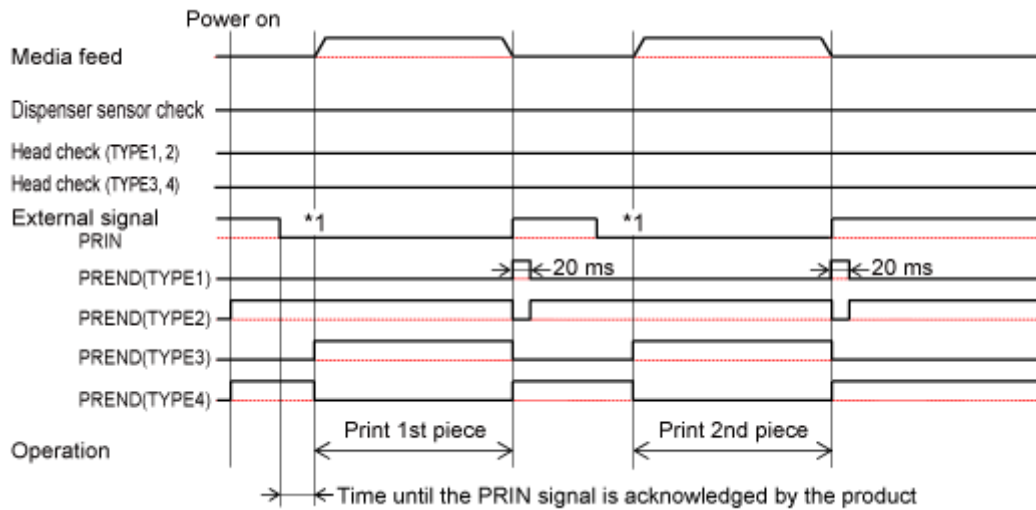 Power on
Media feed
Dispenser sensor check
Head check (TYPE1, 2)
Head check (TYPE3, 4)
External signal *1 *1
PRIN
PREND(TYPE1) 20 ms 20 ms
PREND(TYPE2)
PREND(TYPE3)
PREND(TYPE4)
Print 1st piece Print 2nd piece
Operation
Time until the PRIN signal is acknowledged by the product